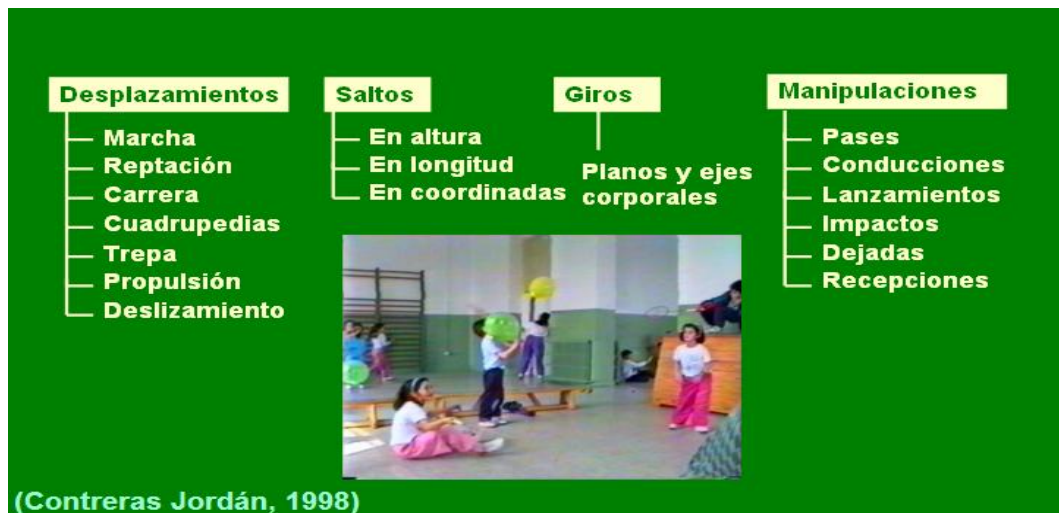 Desplazamientos
Marcha
Reptación
Carrera
Cuadrupedias
Trepa
Propulsión
Deslizamiento
Saltos
En altura
En longitud
En coordinadas
Giros
Planos y ejes
corporales
Manipulaciones
Pases
Conducciones
Lanzamientos
Impactos
Dejadas
Recepciones
(Contreras Jordán, 1998)